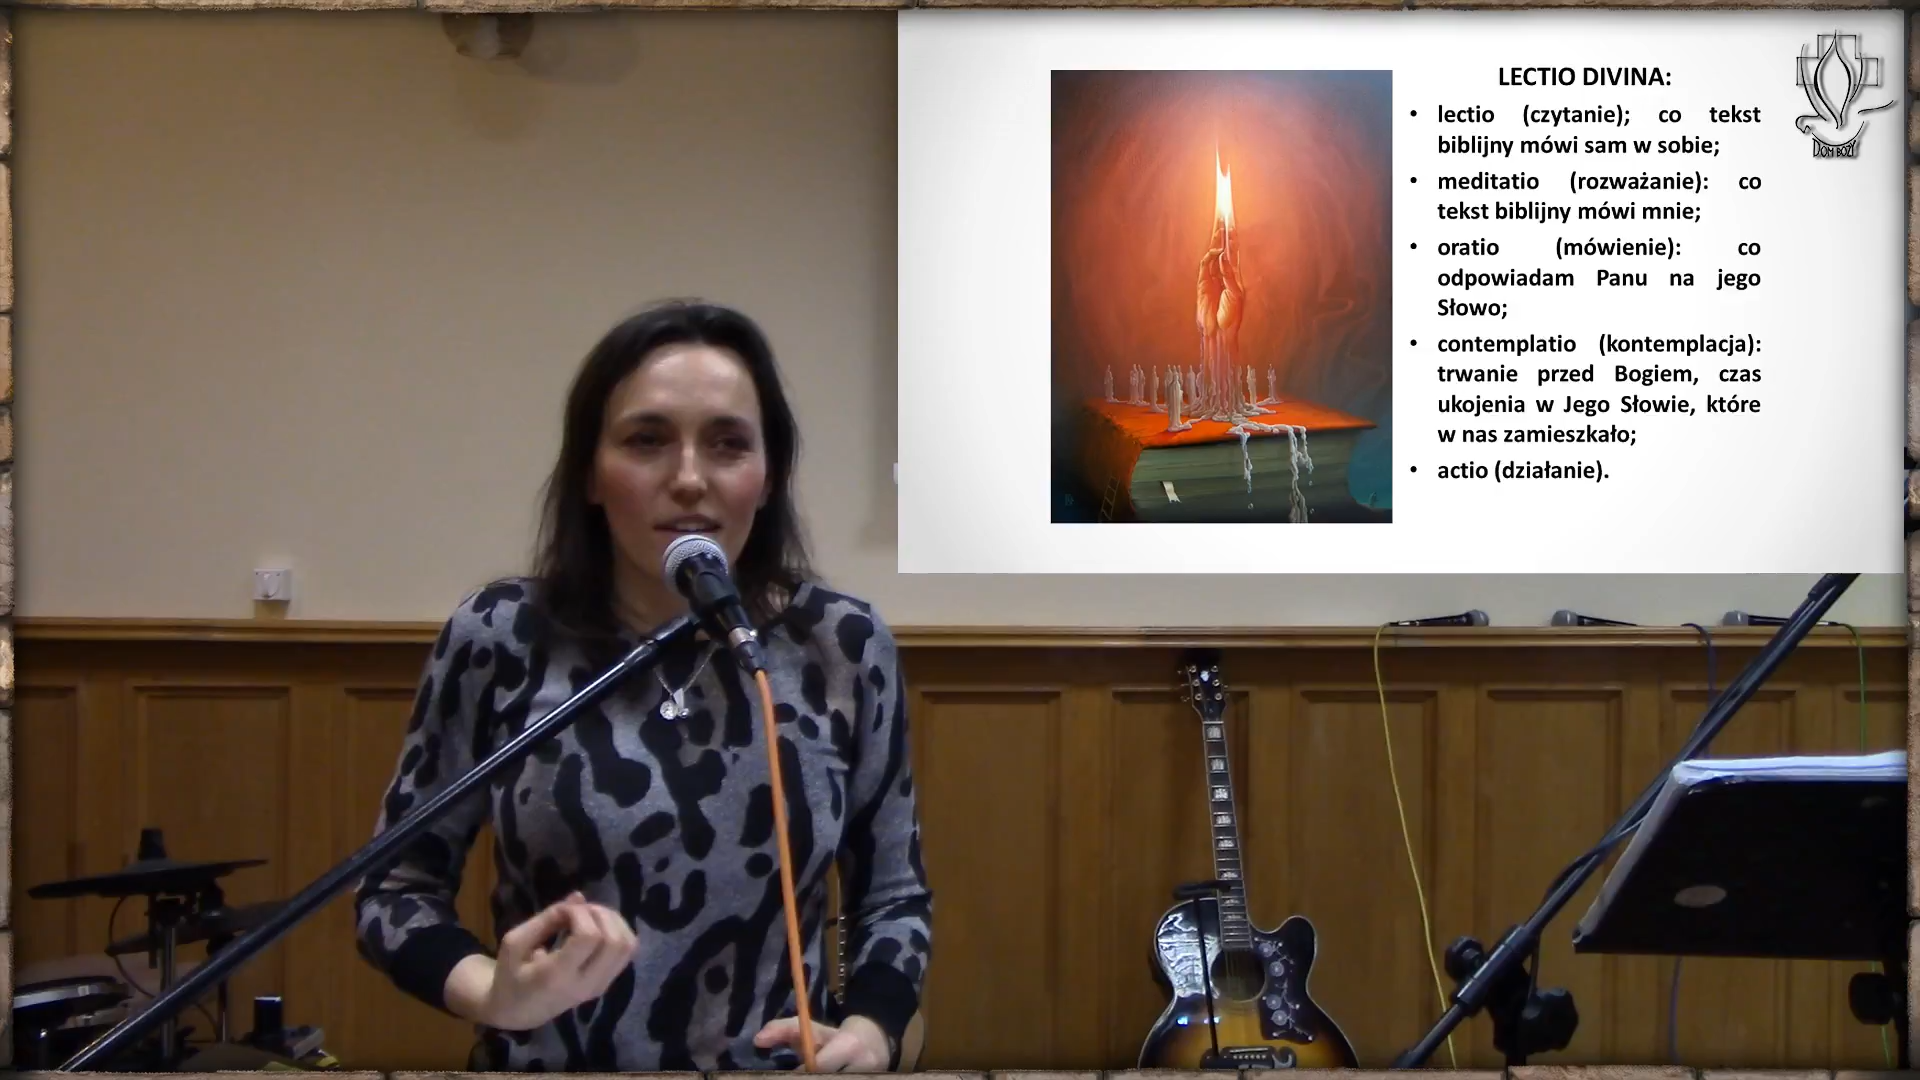 LECTIO DIVINA:
• lectio (czytanie); co tekst
biblijny mówi sam w sobie;
• meditatio (rozważanie): co
tekst biblijny mówi mnie;
• oratio (mówienie): co
odpowiadam Panu na jego
Słowo;
• contemplatio (kontemplacja):
trwanie przed Bogiem, czas
ukojenia w Jego Słowie, które
w nas zamieszkało;
• actio (działanie).
DOM BOŻY